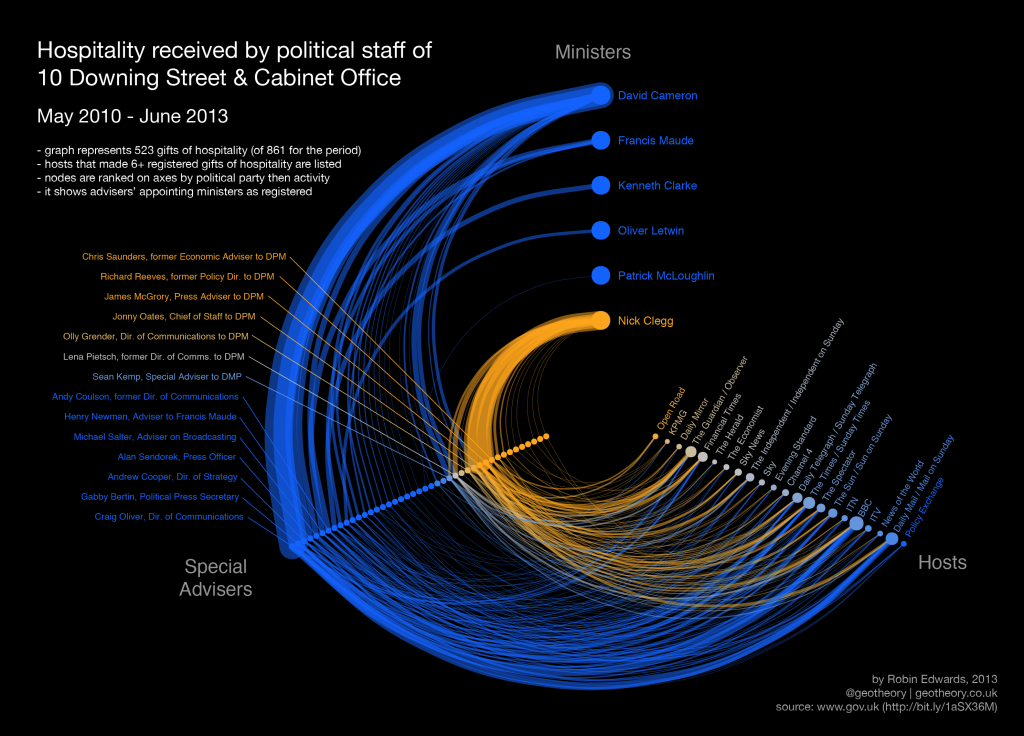 Hospitality received by political staff of
10 Downing Street & Cabinet Office
May 2010 - June 2013
- graph represents 523 gifts of hospitality (of 861 for the period)
- hosts that made 6+ registered gifts of hospitality are listed
- nodes are ranked on axes by political party then activity
- it shows advisers' appointing ministers as registered
Ministers
David Cameron
Francis Maude
Kenneth Clarke
Oliver Letwin
Patrick McLoughlin
Nick Clegg
Chris Saunders, former Economic Adviser to DPM
Richard Reeves, former Policy Dir. to DPM
James McGrory, Press Adviser to DPM
Jonny Oates, Chief of Staff to DPM
Olly Grender, Dir. of Communications to DPM
Lena Pietsch, former Dir. of Comms. to DPM
Sean Kemp, Special Adviser to DMP
Andy Coulson, former Dir. of Communications
Henry Newman, Adviser to Francis Maude
Michael Salter, Adviser on Broadcasting
Alan Sendorek, Press Officer
Andrew Cooper, Dir. of Strategy
Gabby Bertin, Political Press Secretary
Craig Oliver, Dir. of Communications
Special
Advisers
Open Road
KPMG
Daily Mirror
The Guardian / Observer
Financial Times
The Herald
The Economist
Sky News
The Independent / Independent on Sunday
Sky
Evening Standard
Channel 4
Daily Telegraph / Sunday Telegraph
The Times / Sunday Times
The Spectator
The Sun / Sun on Sunday
ITN
BBC
ITV
News of the World
Daily Mail / Mail on Sunday
Policy Exchange
Hosts
by Robin Edwards, 2013
@geotheory | geotheory.co.uk
source: www.gov.uk (http://bit.ly/1aSX36M)